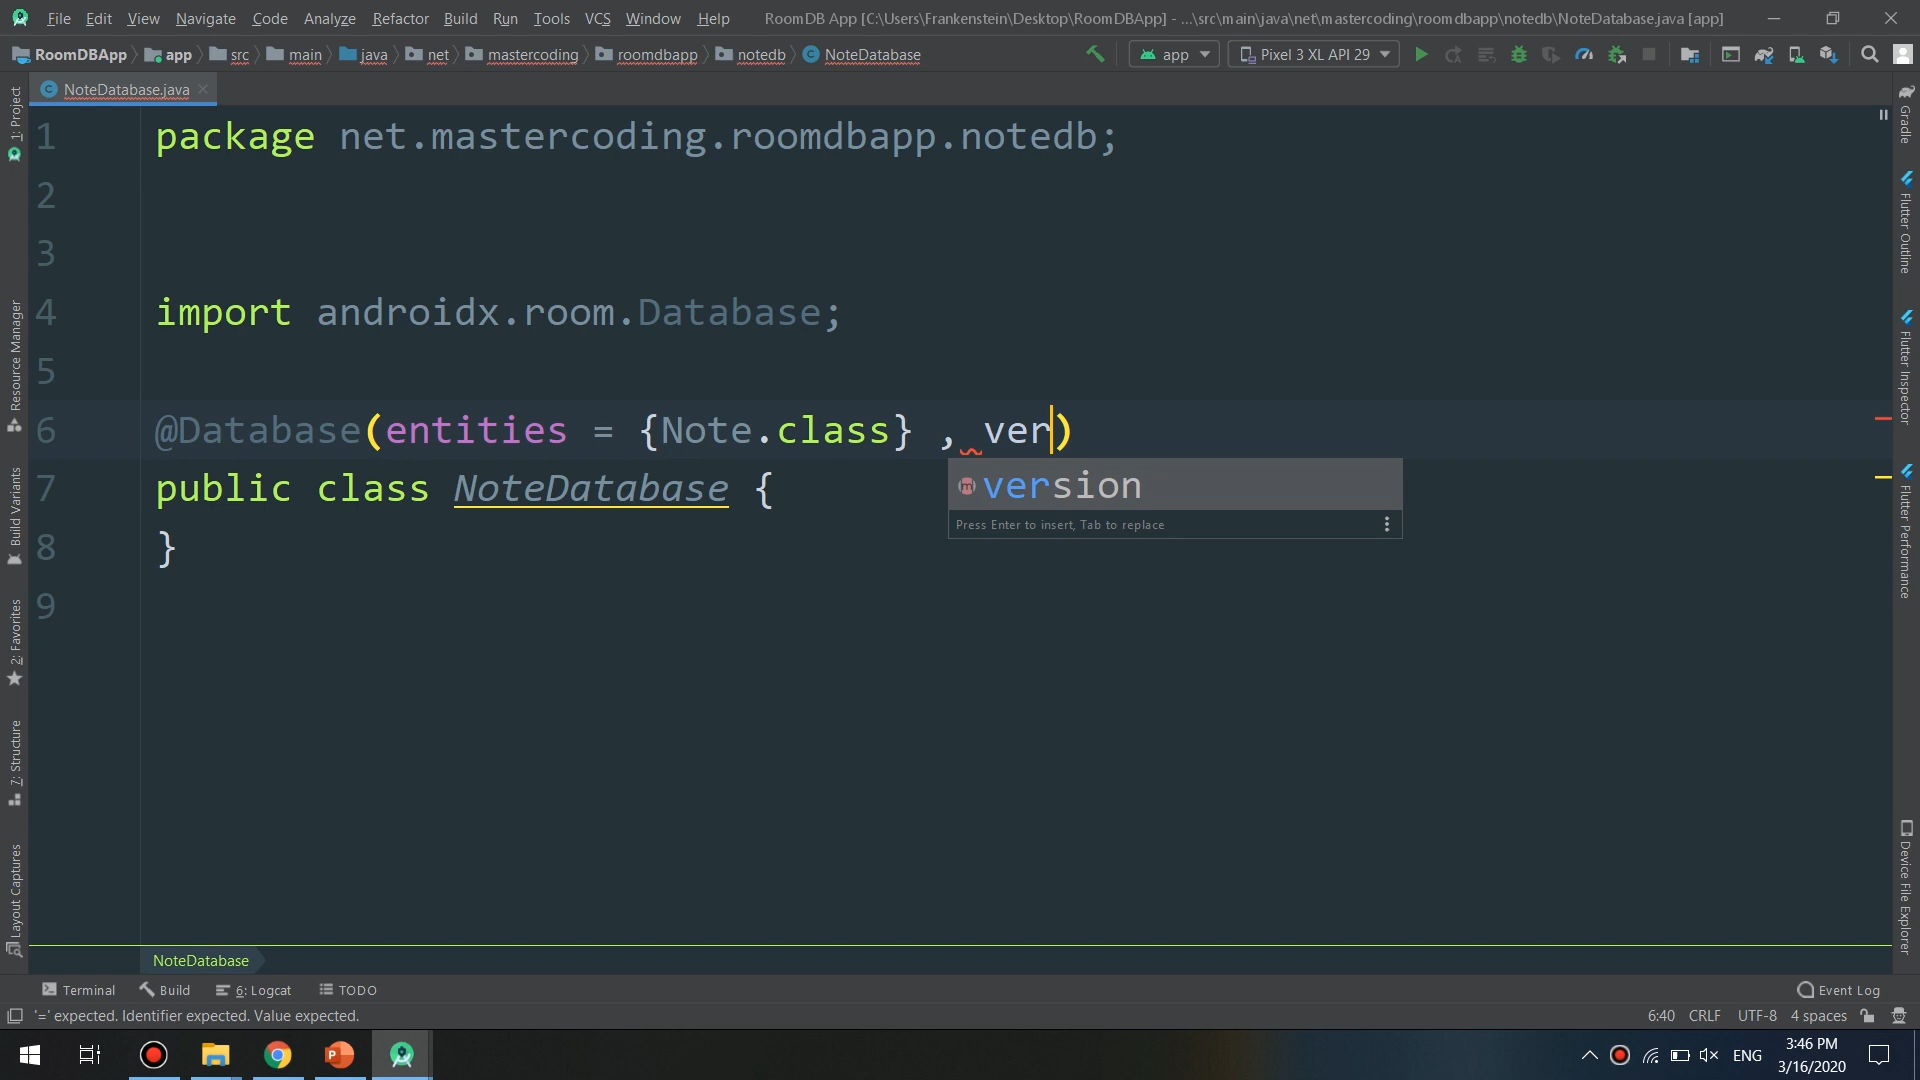 File Edit View Navigate Code Analyze Refactor Build Run Tools VCS Window Help RoomDB App [C:\Users\Frankenstein\Desktop\RoomDBApp] - ...\src\main\java\net\mastercoding\roomdbapp\notedb\NoteDatabase.java [app]
RoomDBApp app src main java net mastercoding roomdbapp notedb NoteDatabase app Pixel 3 XL API 29
NoteDatabase.java
1 package net.mastercoding.roomdbapp.notedb;
2
3
4 import androidx.room.Database;
5
6 @Database(entities = {Note.class} , ver)
7 public class NoteDatabase {
8 }
9
version
Press Enter to insert, Tab to replace
1: Project
Resource Manager
Build Variants
2: Favorites
7: Structure
Layout Captures
Gradle
Flutter Outline
Flutter Inspector
Flutter Performance
Device File Explorer
NoteDatabase
Terminal Build 6: Logcat TODO Event Log
'=' expected. Identifier expected. Value expected. 6:40 CRLF UTF-8 4 spaces
ENG 3:46 PM
3/16/2020